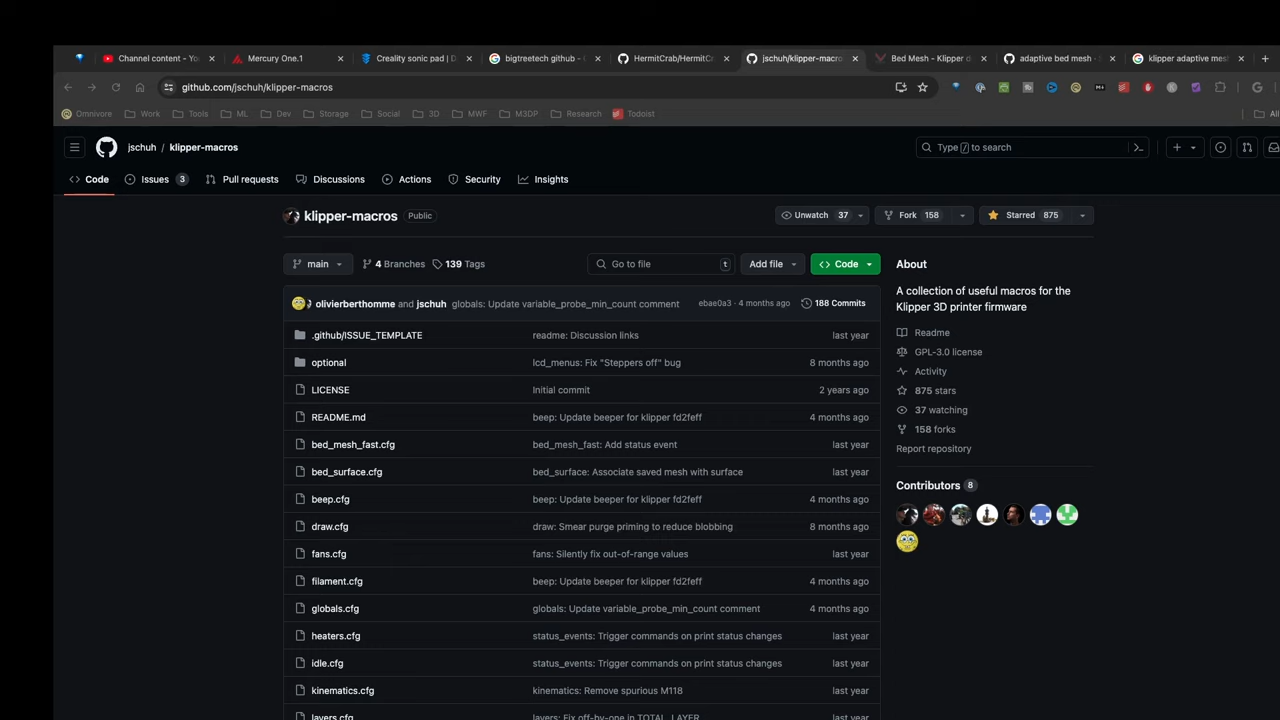 Channel content - Yo
Mercury One.1
Creality sonic pad | D
bigtreetech github - G
HermitCrab/HermitC
jschuh/klipper-macro
Bed Mesh - Klipper d
adaptive bed mesh -
klipper adaptive mes
github.com/jschuh/klipper-macros
Omnivore
Work
Tools
ML
Dev
Storage
Social
3D
MWF
M3DP
Research
Todoist
All
jschuh / klipper-macros
Type / to search
Code
Issues 3
Pull requests
Discussions
Actions
Security
Insights
klipper-macros Public
Unwatch 37
Fork 158
Starred 875
main
4 Branches
139 Tags
Go to file t
Add file
Code
olivierberthomme and jschuh globals: Update variable_probe_min_count comment ebae0a3 · 4 months ago 188 Commits
.github/ISSUE_TEMPLATE readme: Discussion links last year
optional lcd_menus: Fix "Steppers off" bug 8 months ago
LICENSE Initial commit 2 years ago
README.md beep: Update beeper for klipper fd2feff 4 months ago
bed_mesh_fast.cfg bed_mesh_fast: Add status event last year
bed_surface.cfg bed_surface: Associate saved mesh with surface last year
beep.cfg beep: Update beeper for klipper fd2feff 4 months ago
draw.cfg draw: Smear purge priming to reduce blobbing 8 months ago
fans.cfg fans: Silently fix out-of-range values last year
filament.cfg beep: Update beeper for klipper fd2feff 4 months ago
globals.cfg globals: Update variable_probe_min_count comment 4 months ago
heaters.cfg status_events: Trigger commands on print status changes last year
idle.cfg status_events: Trigger commands on print status changes last year
kinematics.cfg kinematics: Remove spurious M118 last year
layers.cfg layers: Fix off-by-one in TOTAL_LAYER last year
About
A collection of useful macros for the
Klipper 3D printer firmware
Readme
GPL-3.0 license
Activity
875 stars
37 watching
158 forks
Report repository
Contributors 8